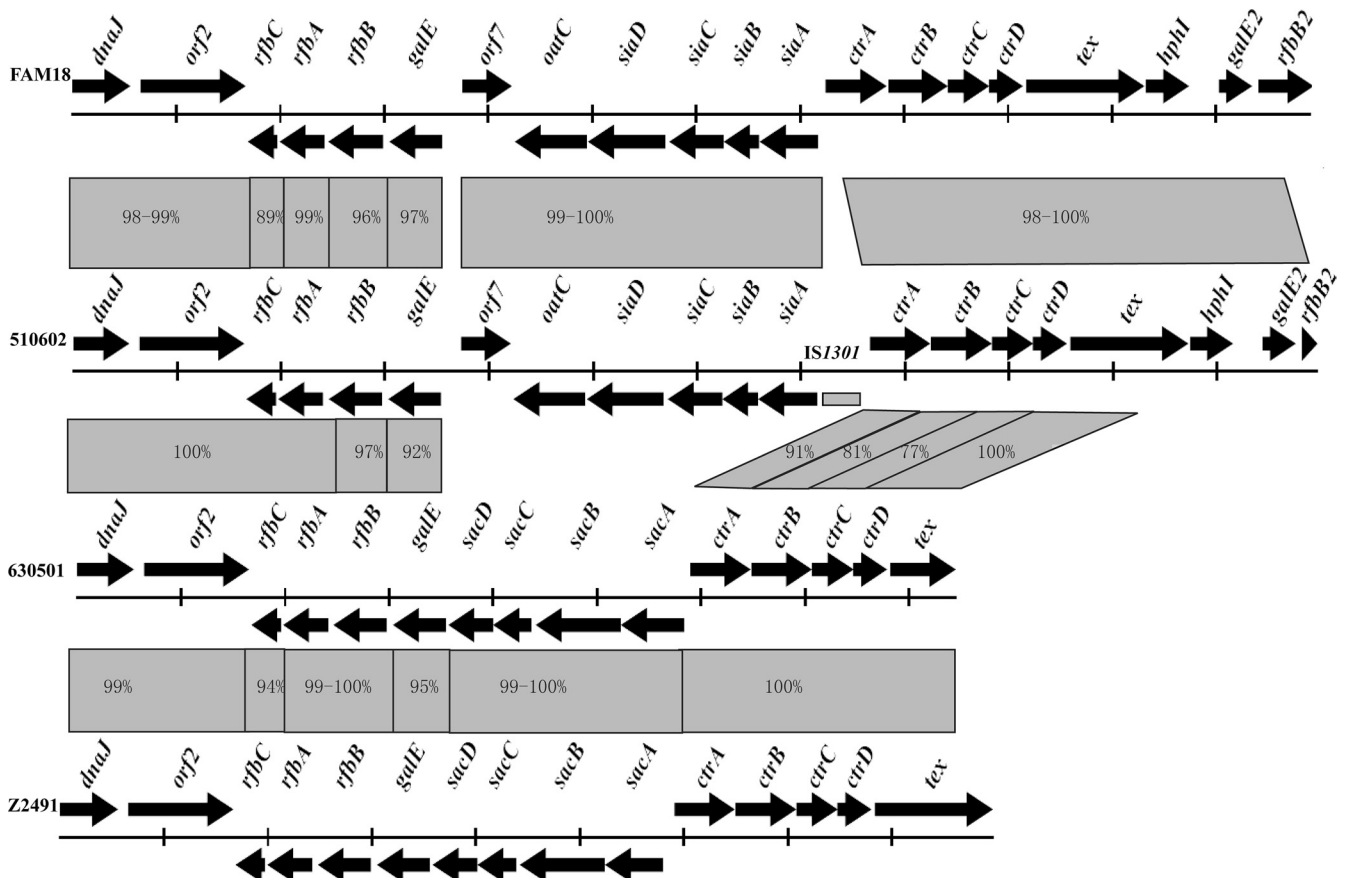 dnaJ orf2 rfbC rfbA rfbB galE orf7 oatC siaD siaC siaB siaA ctrA ctrB ctrC ctrD tex hphI galE2 rfbB2
FAM18
98-99% 89% 99% 96% 97% 99-100% 98-100%
dnaJ orf2 rfbC rfbA rfbB galE orf7 oatC siaD siaC siaB siaA ctrA ctrB ctrC ctrD tex hphI galE2 rfbB2
510602
IS1301
100% 97% 92% 91% 81% 77% 100%
dnaJ orf2 rfbC rfbA rfbB galE sacD sacC sacB sacA ctrA ctrB ctrC ctrD tex
630501
99% 94% 99-100% 95% 99-100% 100%
dnaJ orf2 rfbC rfbA rfbB galE sacD sacC sacB sacA ctrA ctrB ctrC ctrD tex
Z2491